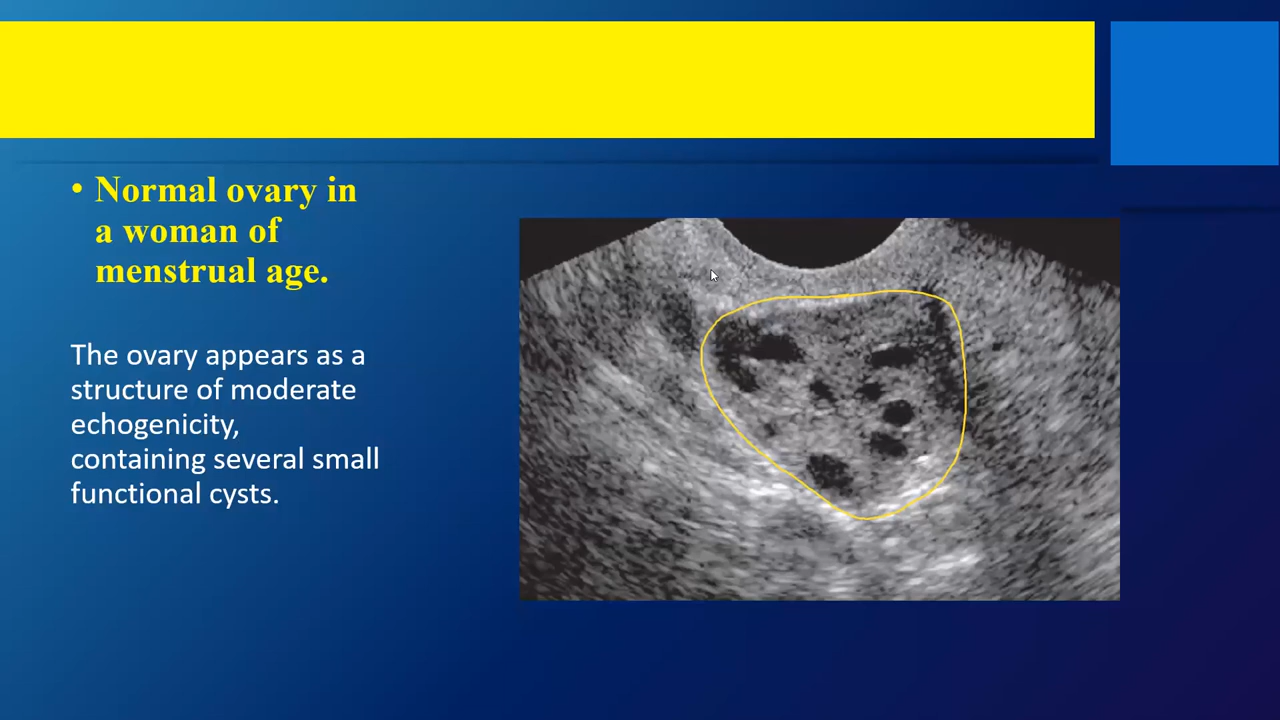 • Normal ovary in
a woman of
menstrual age.
The ovary appears as a
structure of moderate
echogenicity,
containing several small
functional cysts.